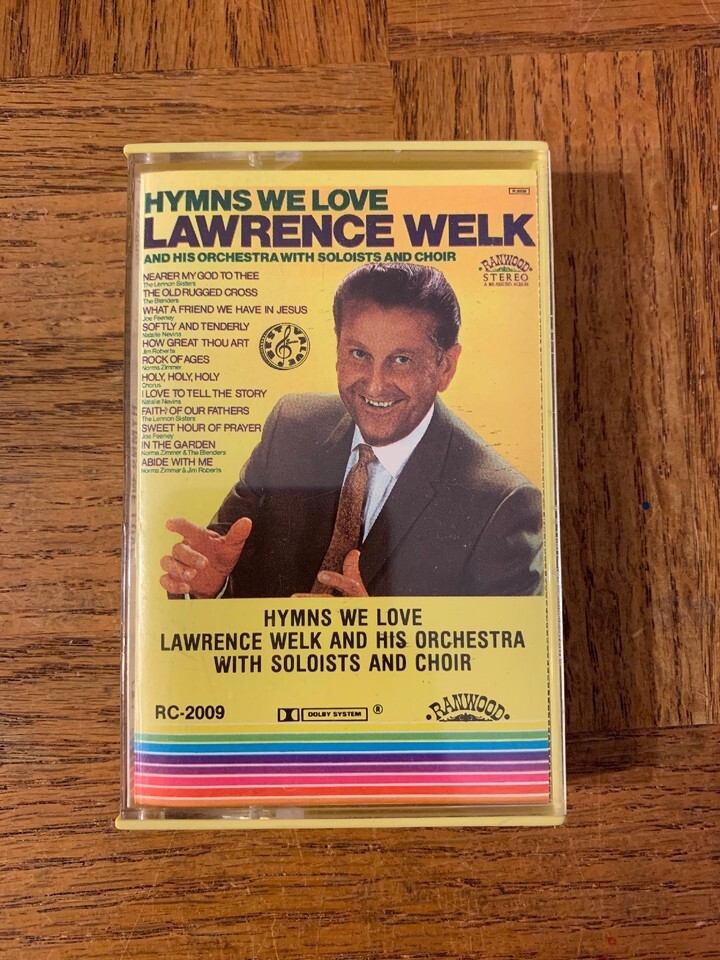 HYMNS WE LOVE
LAWRENCE WELK
AND HIS ORCHESTRA WITH SOLOISTS AND CHOIR
RANWOOD
STEREO
NEARER MY GOD TO THEE
The Lennon Sisters
THE OLD RUGGED CROSS
The Blenders
WHAT A FRIEND WE HAVE IN JESUS
Joe Feeney
SOFTLY AND TENDERLY
Natalie Nevins
HOW GREAT THOU ART
Jim Roberts
ROCK OF AGES
Norma Zimmer
HOLY, HOLY, HOLY
Chorus
I LOVE TO TELL THE STORY
Natalie Nevins
FAITH OF OUR FATHERS
The Lennon Sisters
SWEET HOUR OF PRAYER
Joe Feeney
IN THE GARDEN
Norma Zimmer & The Blenders
ABIDE WITH ME
Norma Zimmer & Jim Roberts
HYMNS WE LOVE
LAWRENCE WELK AND HIS ORCHESTRA
WITH SOLOISTS AND CHOIR
RC-2009
DOLBY SYSTEM ®
RANWOOD